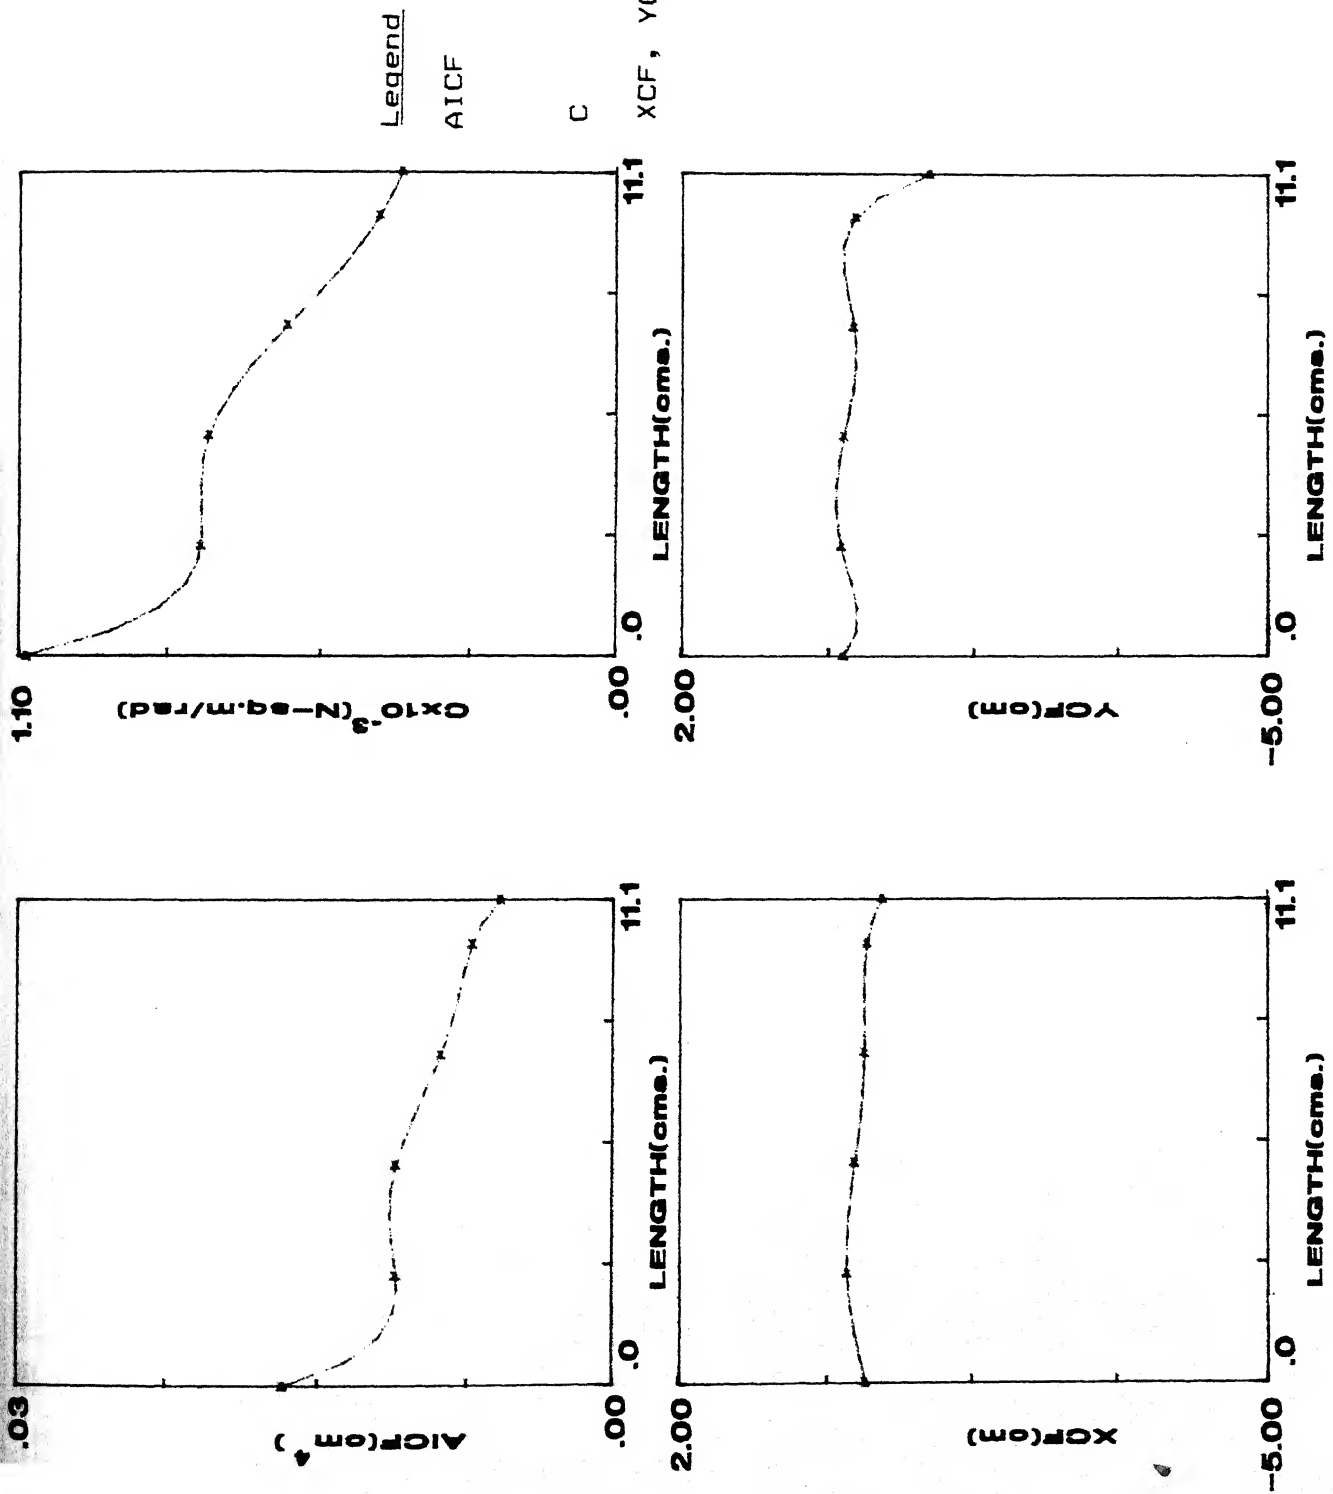 .03
AICF(cm⁴)
.00
.0
11.1
LENGTH(cms.)
1.10
Cx10⁻³(N-sq.m/rad)
.00
.0
11.1
LENGTH(cms.)
2.00
XCF(cm)
-5.00
.0
11.1
LENGTH(cms.)
2.00
YCF(cm)
-5.00
.0
11.1
LENGTH(cms.)
Legend
AICF
C
XCF,